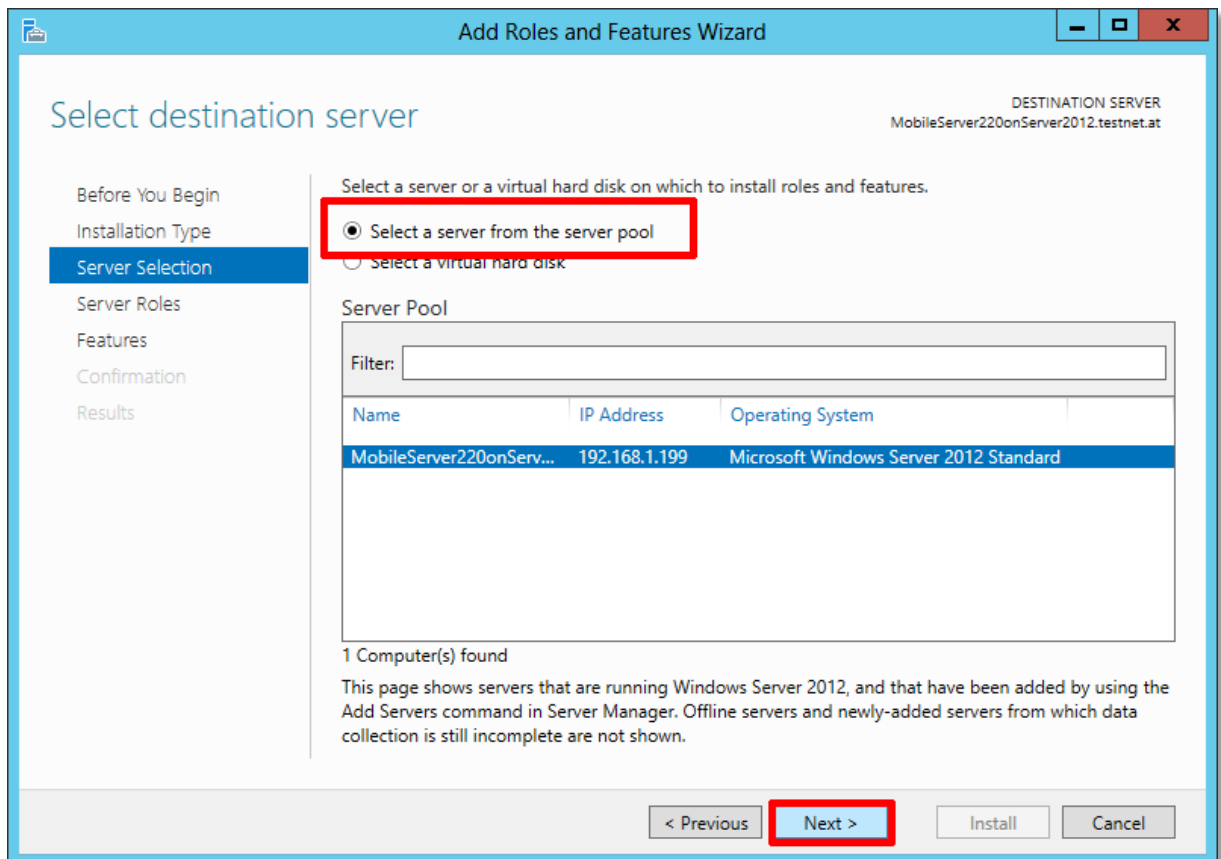 Add Roles and Features Wizard
Select destination server
DESTINATION SERVER
MobileServer220onServer2012.testnet.at
Before You Begin
Installation Type
Server Selection
Server Roles
Features
Confirmation
Results
Select a server or a virtual hard disk on which to install roles and features.
Select a server from the server pool
Select a virtual hard disk
Server Pool
Filter:
Name IP Address Operating System
MobileServer220onServ... 192.168.1.199 Microsoft Windows Server 2012 Standard
1 Computer(s) found
This page shows servers that are running Windows Server 2012, and that have been added by using the
Add Servers command in Server Manager. Offline servers and newly-added servers from which data
collection is still incomplete are not shown.
< Previous Next > Install Cancel